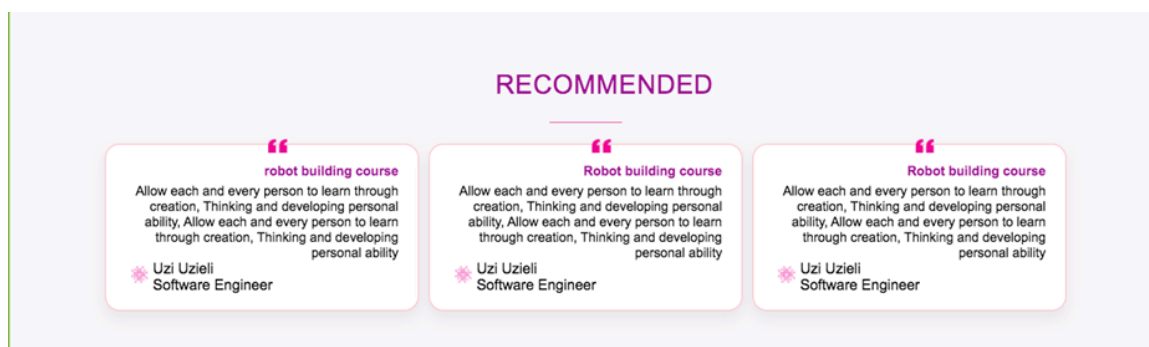 RECOMMENDED
robot building course
Allow each and every person to learn through
creation, Thinking and developing personal
ability, Allow each and every person to learn
through creation, Thinking and developing
personal ability
Uzi Uzieli
Software Engineer
Robot building course
Allow each and every person to learn through
creation, Thinking and developing personal
ability, Allow each and every person to learn
through creation, Thinking and developing
personal ability
Uzi Uzieli
Software Engineer
Robot building course
Allow each and every person to learn through
creation, Thinking and developing personal
ability, Allow each and every person to learn
through creation, Thinking and developing
personal ability
Uzi Uzieli
Software Engineer